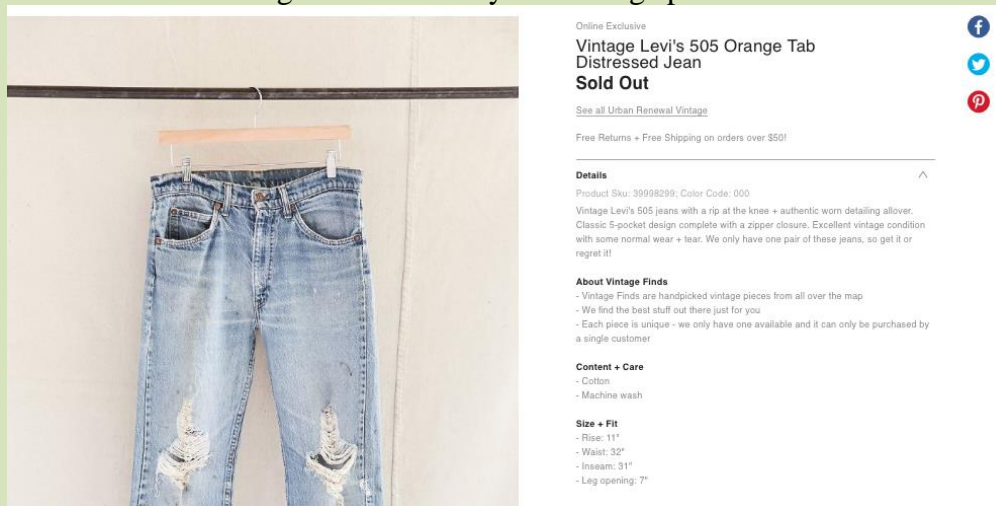 Online Exclusive
Vintage Levi's 505 Orange Tab
Distressed Jean
Sold Out
See all Urban Renewal Vintage
Free Returns + Free Shipping on orders over $50!
Details
Product Sku: 39998299; Color Code: 000
Vintage Levi's 505 jeans with a rip at the knee + authentic worn detailing allover.
Classic 5-pocket design complete with a zipper closure. Excellent vintage condition
with some normal wear + tear. We only have one pair of these jeans, so get it or
regret it!
About Vintage Finds
- Vintage Finds are handpicked vintage pieces from all over the map
- We find the best stuff out there just for you
- Each piece is unique - we only have one available and it can only be purchased by
a single customer
Content + Care
- Cotton
- Machine wash
Size + Fit
- Rise: 11"
- Waist: 32"
- Inseam: 31"
- Leg opening: 7"